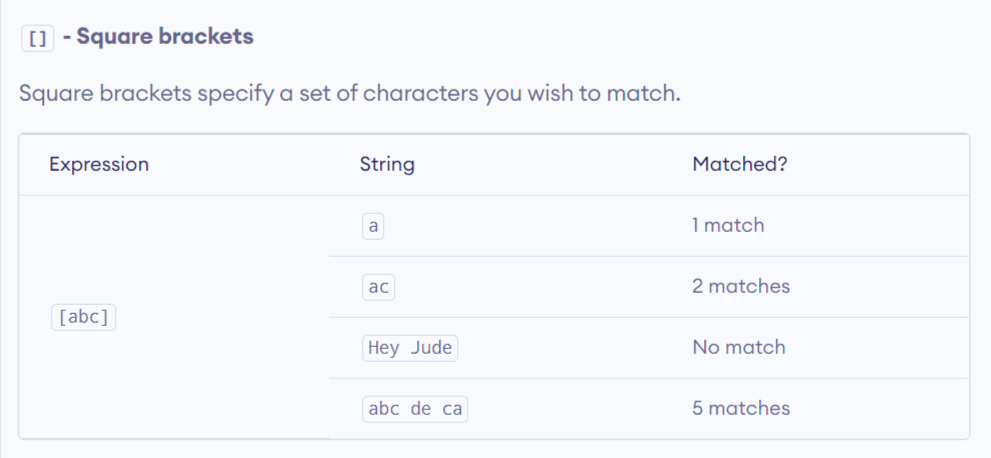 [] - Square brackets
Square brackets specify a set of characters you wish to match.
Expression String Matched?
a 1 match
ac 2 matches
[abc]
Hey Jude No match
abc de ca 5 matches